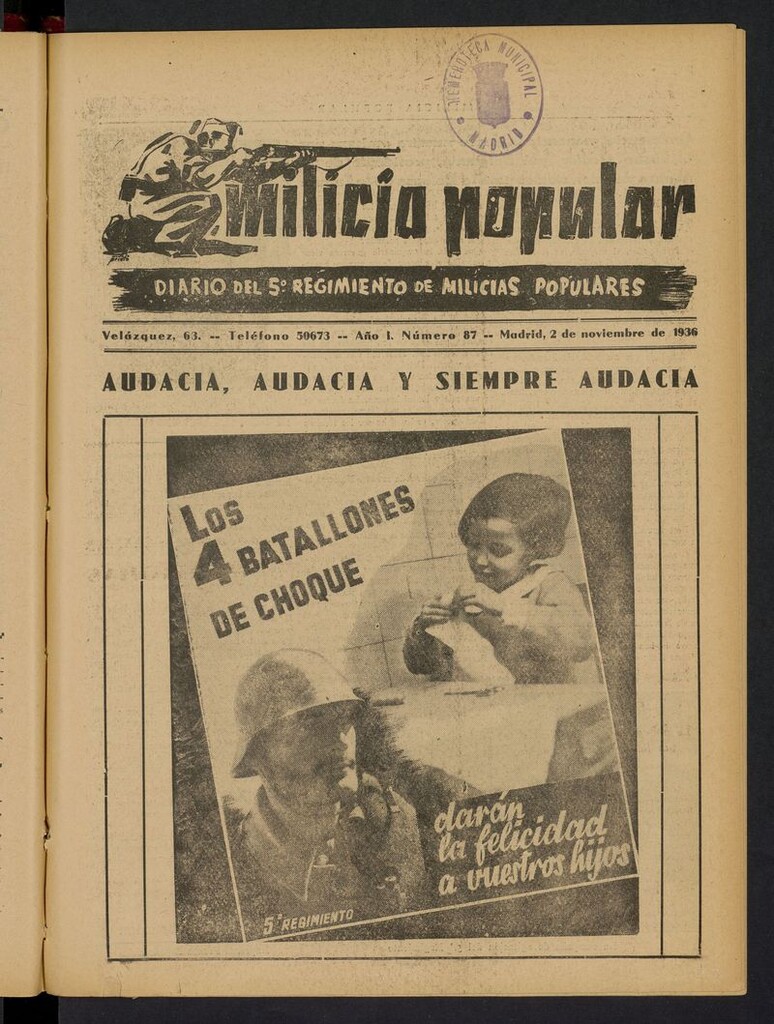 HEMEROTECA MUNICIPAL
MADRID
milicia popular
DIARIO DEL 5º REGIMIENTO DE MILICIAS POPULARES
Velázquez, 63. -- Teléfono 50673 -- Año I. Número 87 -- Madrid, 2 de noviembre de 1936
AUDACIA, AUDACIA Y SIEMPRE AUDACIA
LOS
4 BATALLONES
DE CHOQUE
darán
la felicidad
a vuestros hijos
5º REGIMIENTO